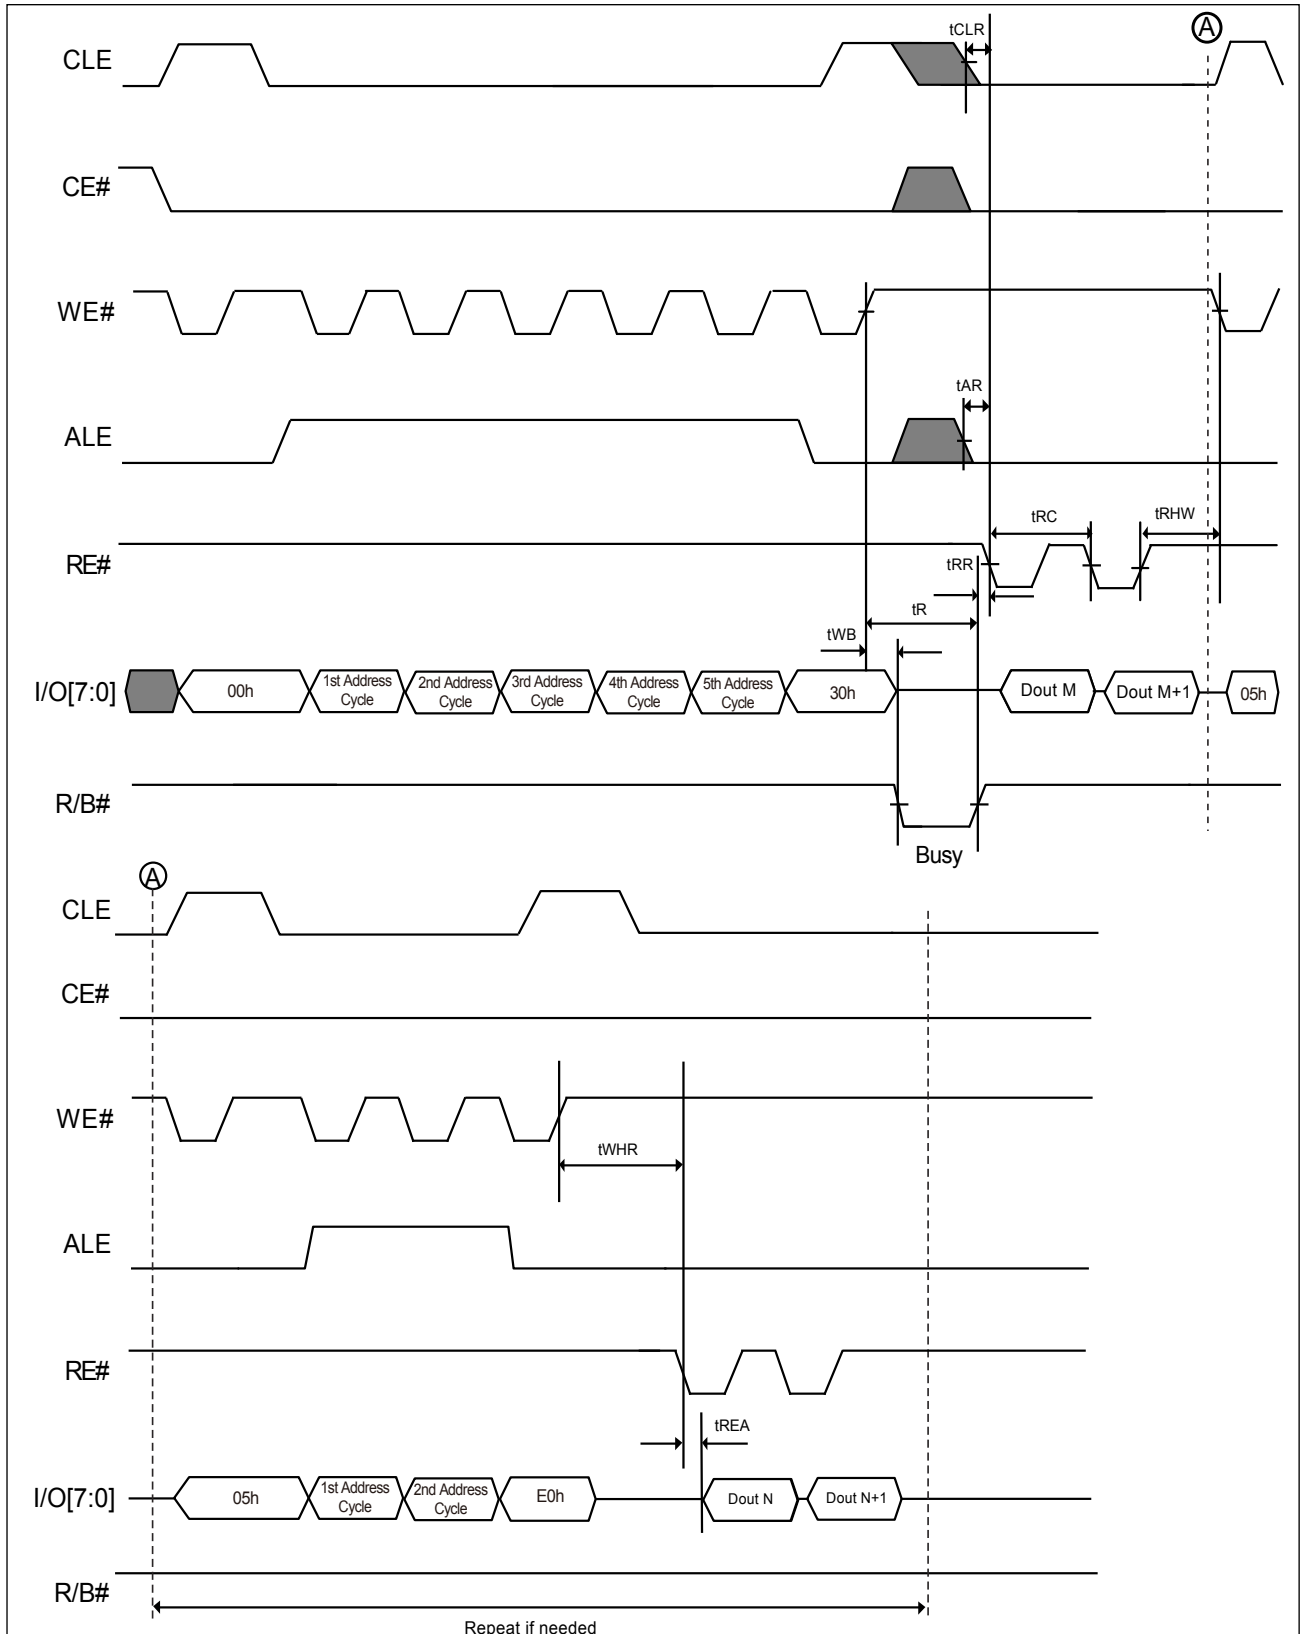 tCLR
A
CLE
CE#
WE#
tAR
ALE
tRC
tRHW
RE#
tRR
tR
tWB
I/O[7:0]
00h
1st Address
Cycle
2nd Address
Cycle
3rd Address
Cycle
4th Address
Cycle
5th Address
Cycle
30h
Dout M
Dout M+1
05h
R/B#
Busy
A
CLE
CE#
WE#
tWHR
ALE
RE#
tREA
I/O[7:0]
05h
1st Address
Cycle
2nd Address
Cycle
E0h
Dout N
Dout N+1
R/B#
Repeat if needed